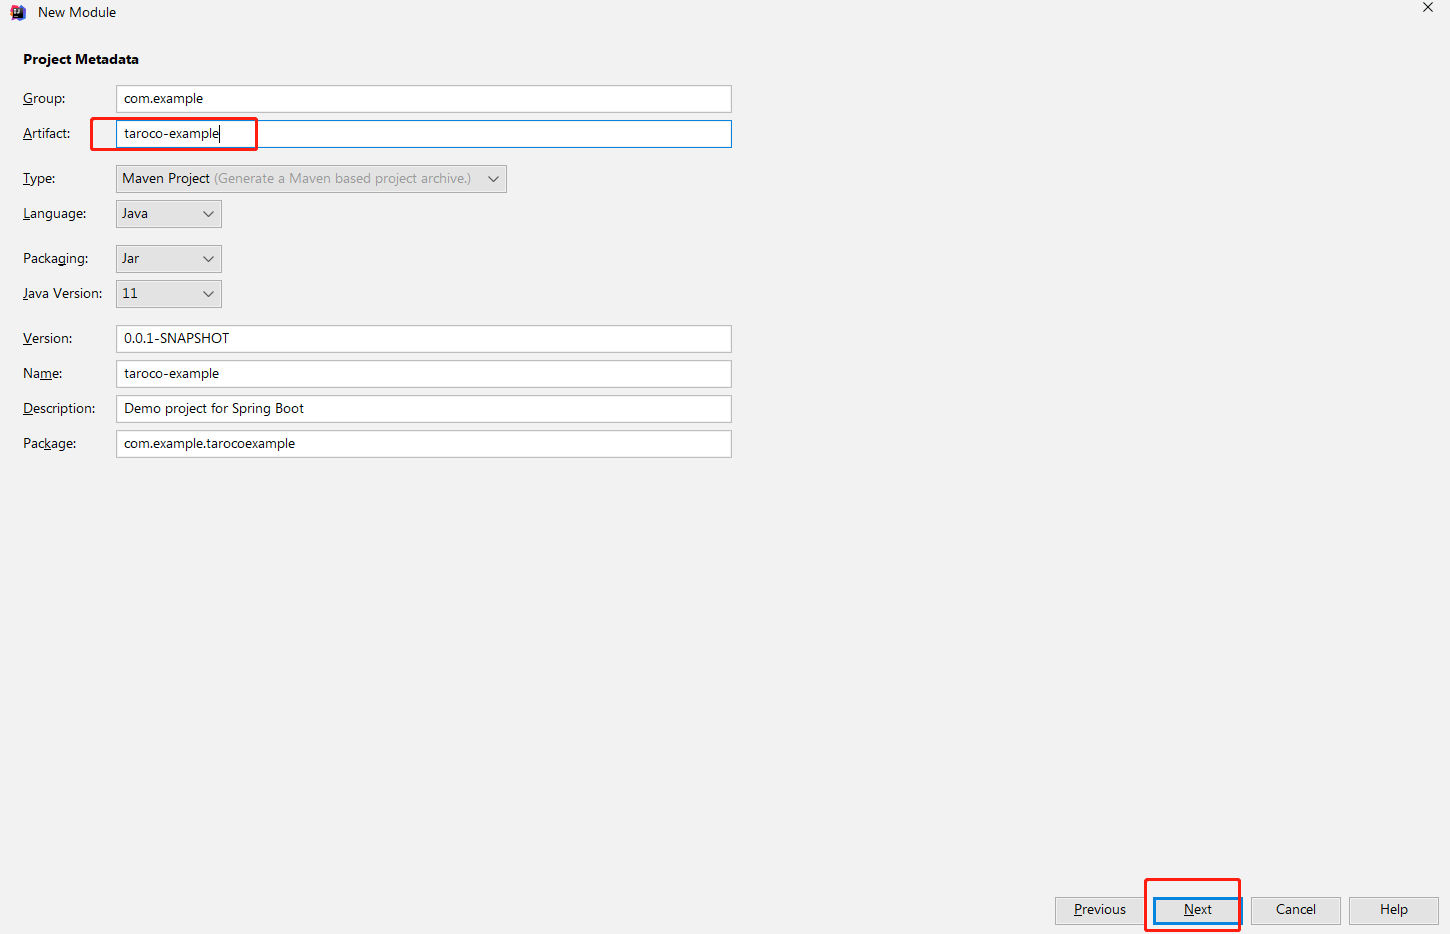 New Module
Project Metadata
Group: com.example
Artifact: taroco-example
Type: Maven Project (Generate a Maven based project archive.)
Language: Java
Packaging: Jar
Java Version: 11
Version: 0.0.1-SNAPSHOT
Name: taroco-example
Description: Demo project for Spring Boot
Package: com.example.tarocoexample
Previous Next Cancel Help